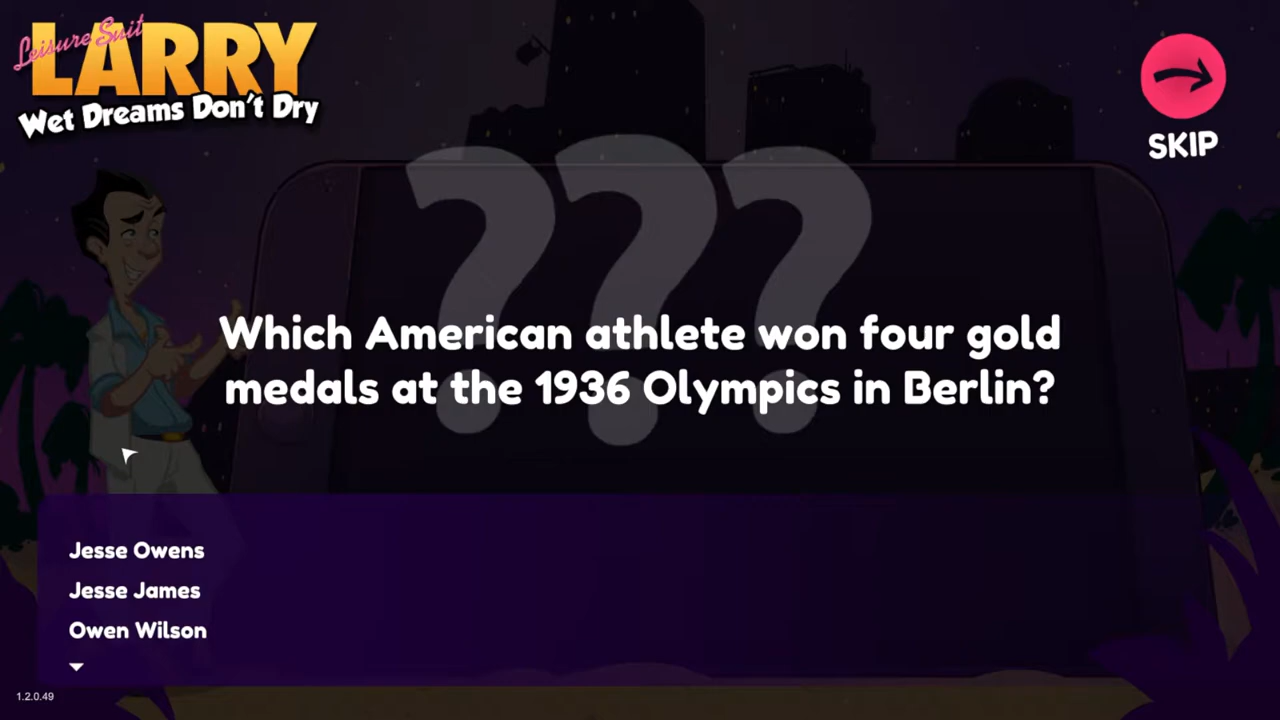 Leisure Suit
LARRY
Wet Dreams Don't Dry
SKIP
???
Which American athlete won four gold
medals at the 1936 Olympics in Berlin?
Jesse Owens
Jesse James
Owen Wilson
1.2.0.49